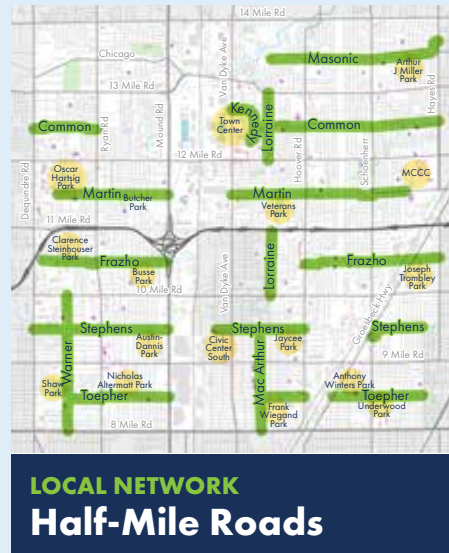 14 Mile Rd
Chicago
Masonic
Arthur
J Miller
Park
13 Mile Rd
Van Dyke Ave
Hayes Rd
Common
Ryan Rd
Mound Rd
Town
Center
Kennedy
Lorraine
Common
12 Mile Rd
Hoover Rd
Schoenherr
Dequindre Rd
Oscar
Hartsig
Park
MCCC
Martin
Butcher
Park
Martin
Veterans
Park
11 Mile Rd
Clarence
Steinhouser
Park
Frazho
Busse
Park
Lorraine
Frazho
Joseph
Trombley
Park
10 Mile Rd
Van Dyke Ave
Groesbeck Hwy
Stephens
Austin-
Dannis
Park
Stephens
Civic
Center
South
Jaycee
Park
Stephens
9 Mile Rd
Warner
Mac Arthur
Shaw
Park
Nicholas
Altermatt Park
Toepher
Frank
Wiegand
Park
Anthony
Winters Park
Toepher
Underwood
Park
8 Mile Rd
LOCAL NETWORK
Half-Mile Roads